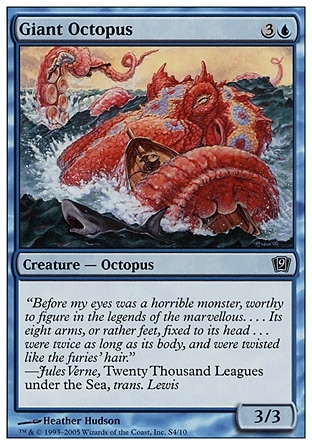 Giant Octopus 3
Creature — Octopus 9
“Before my eyes was a horrible monster, worthy
to figure in the legends of the marvellous. . . . Its
eight arms, or rather feet, fixed to its head . . .
were twice as long as its body, and were twisted
like the furies’ hair.”
—Jules Verne, Twenty Thousand Leagues
under the Sea, trans. Lewis
Heather Hudson
™ & © 1993–2005 Wizards of the Coast, Inc. S4/10
3/3